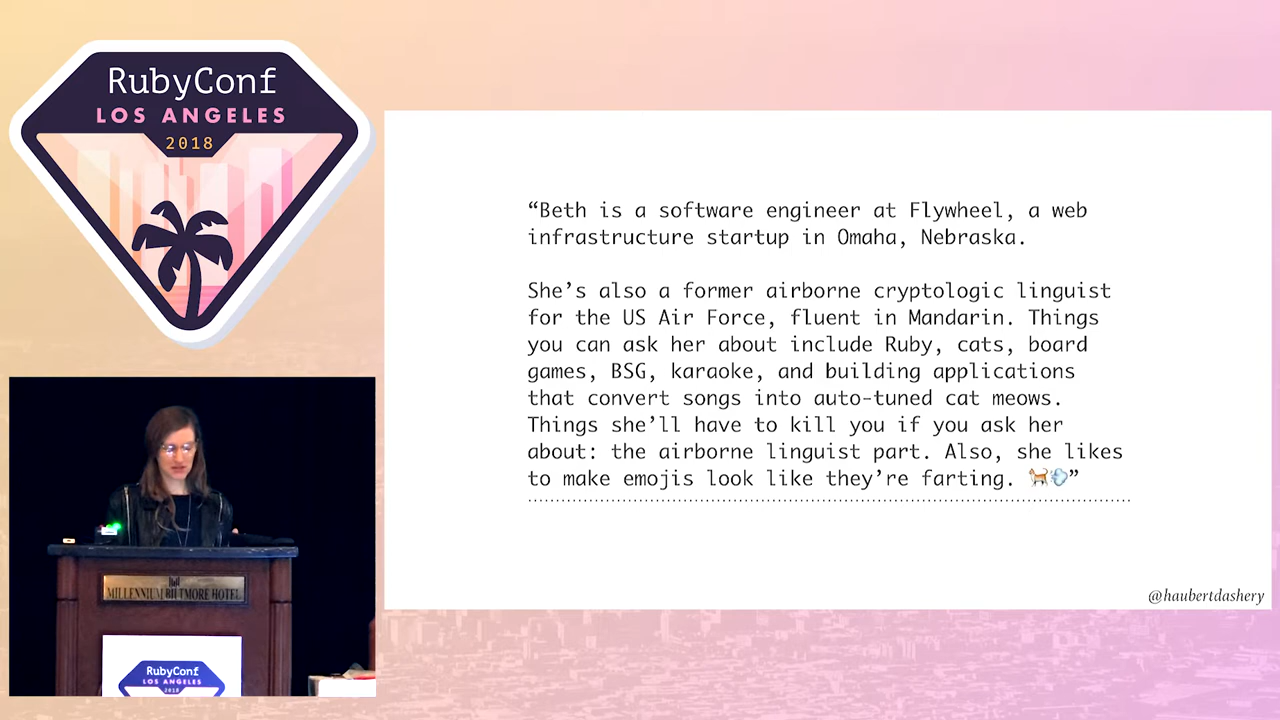 RubyConf
LOS ANGELES
2018
“Beth is a software engineer at Flywheel, a web
infrastructure startup in Omaha, Nebraska.
She’s also a former airborne cryptologic linguist
for the US Air Force, fluent in Mandarin. Things
you can ask her about include Ruby, cats, board
games, BSG, karaoke, and building applications
that convert songs into auto-tuned cat meows.
Things she’ll have to kill you if you ask her
about: the airborne linguist part. Also, she likes
to make emojis look like they’re farting. 🐈💨”
@haubertdashery
MILLENNIUM BILTMORE HOTEL
RubyConf
LOS ANGELES
2018